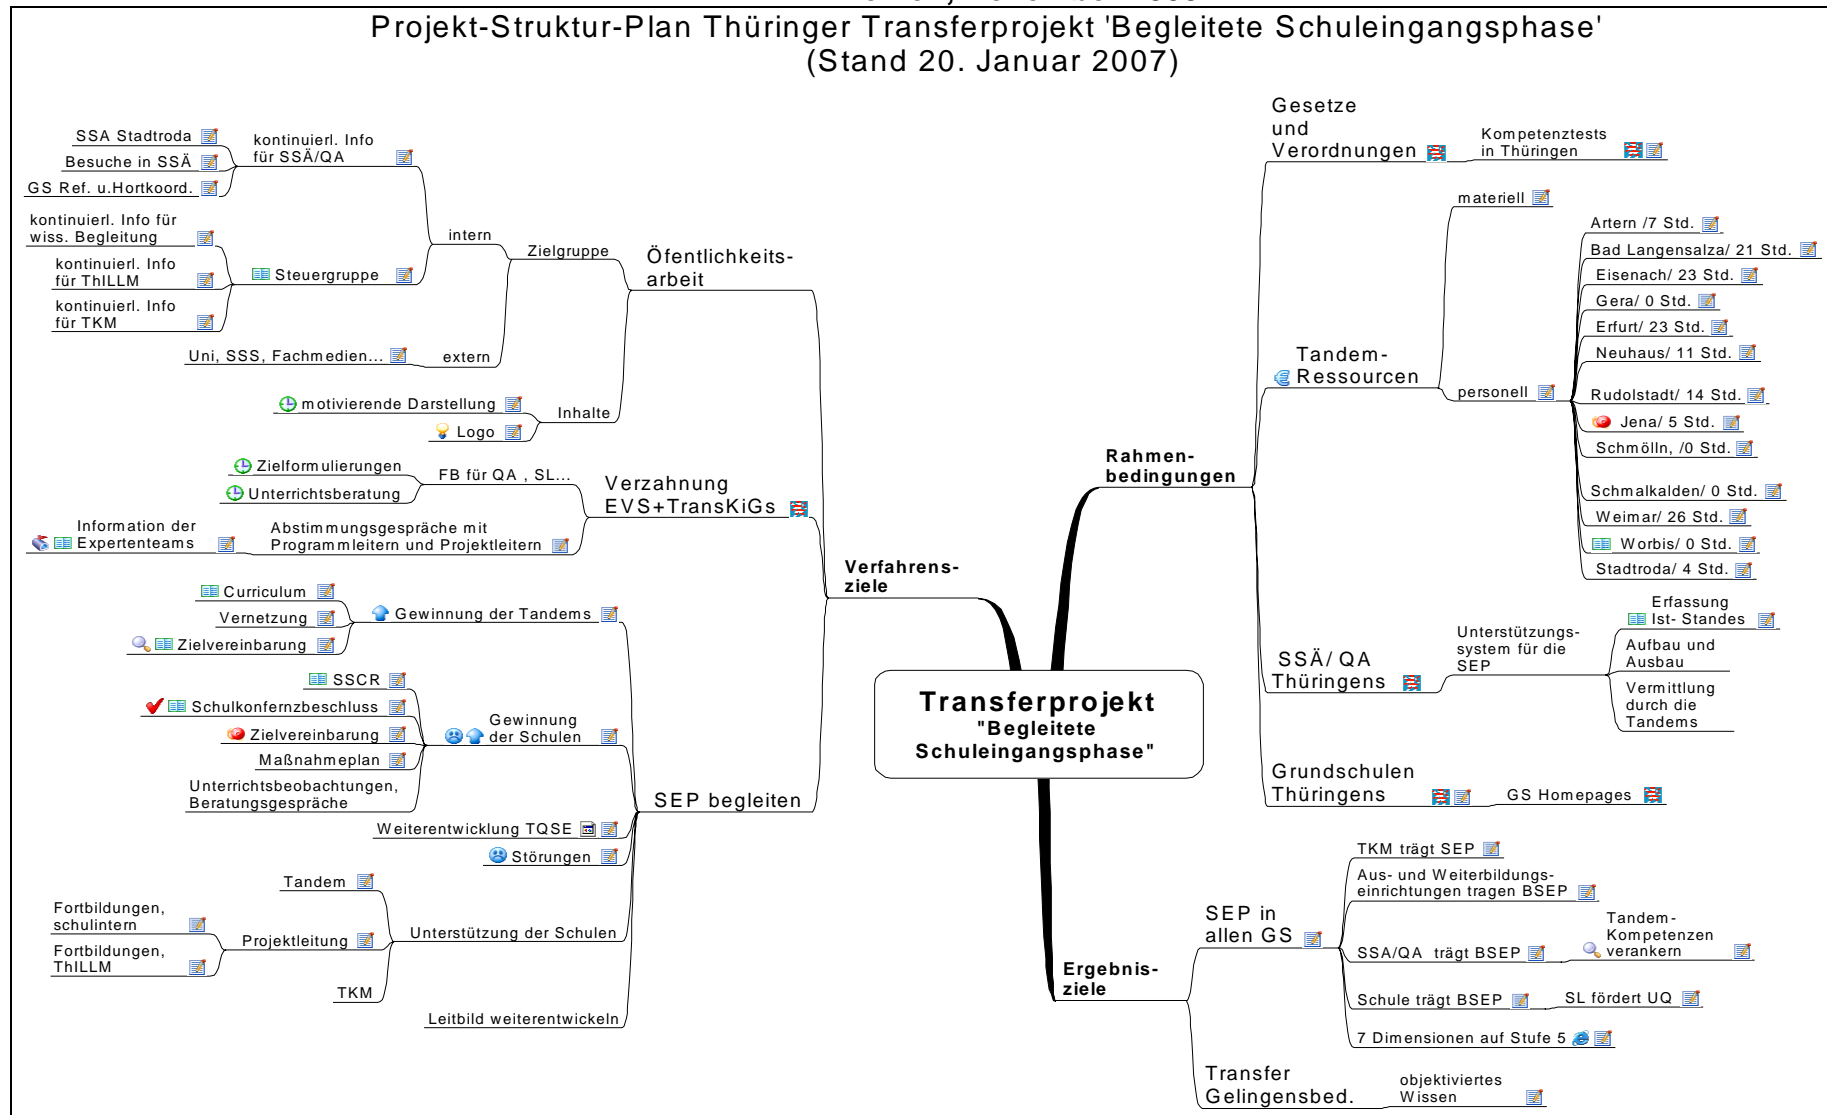 Projekt-Struktur-Plan Thüringer Transferprojekt 'Begleitete Schuleingangsphase'
(Stand 20. Januar 2007)
SSA Stadtroda
Besuche in SSÄ
GS Ref. u.Hortkoord.
kontinuierl. Info
für SSÄ/QA
kontinuierl. Info für
wiss. Begleitung
kontinuierl. Info
für ThILLM
kontinuierl. Info
für TKM
Steuergruppe
intern
Uni, SSS, Fachmedien...
extern
Zielgruppe
motivierende Darstellung
Logo
Inhalte
Öfentlichkeits-
arbeit
Zielformulierungen
Unterrichtsberatung
FB für QA , SL...
Information der
Expertenteams
Abstimmungsgespräche mit
Programmleitern und Projektleitern
Verzahnung
EVS+TransKiGs
Verfahrens-
ziele
Curriculum
Vernetzung
Zielvereinbarung
Gewinnung der Tandems
SSCR
Schulkonfernzbeschluss
Zielvereinbarung
Maßnahmeplan
Unterrichtsbeobachtungen,
Beratungsgespräche
Gewinnung
der Schulen
SEP begleiten
Weiterentwicklung TQSE
Störungen
Tandem
Fortbildungen,
schulintern
Fortbildungen,
ThILLM
Projektleitung
TKM
Unterstützung der Schulen
Leitbild weiterentwickeln
Transferprojekt
"Begleitete
Schuleingangsphase"
Rahmen-
bedingungen
Gesetze
und
Verordnungen
Kompetenztests
in Thüringen
Tandem-
Ressourcen
materiell
personell
Artern /7 Std.
Bad Langensalza/ 21 Std.
Eisenach/ 23 Std.
Gera/ 0 Std.
Erfurt/ 23 Std.
Neuhaus/ 11 Std.
Rudolstadt/ 14 Std.
Jena/ 5 Std.
Schmölln, /0 Std.
Schmalkalden/ 0 Std.
Weimar/ 26 Std.
Worbis/ 0 Std.
Stadtroda/ 4 Std.
SSÄ/ QA
Thüringens
Unterstützungs-
system für die
SEP
Erfassung
Ist- Standes
Aufbau und
Ausbau
Vermittlung
durch die
Tandems
Grundschulen
Thüringens
GS Homepages
Ergebnis-
ziele
SEP in
allen GS
TKM trägt SEP
Aus- und Weiterbildungs-
einrichtungen tragen BSEP
SSA/QA trägt BSEP
Tandem-
Kompetenzen
verankern
Schule trägt BSEP
SL fördert UQ
7 Dimensionen auf Stufe 5
Transfer
Gelingensbed.
objektiviertes
Wissen